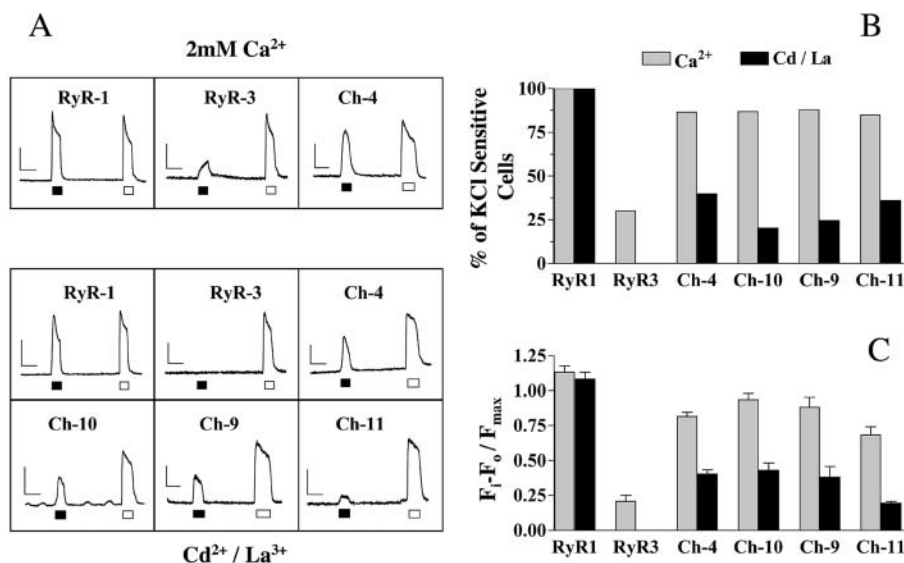 A
2mM Ca²⁺
RyR-1 RyR-3 Ch-4
RyR-1 RyR-3 Ch-4
Ch-10 Ch-9 Ch-11
Cd²⁺ / La³⁺
B
Ca²⁺ Cd / La
% of KCl Sensitive
Cells
100
75
50
25
0
RyR1 RyR3 Ch-4 Ch-10 Ch-9 Ch-11
C
Fᵢ-Fₒ / Fₘₐₓ
1.25
1.00
0.75
0.50
0.25
0.00
RyR1 RyR3 Ch-4 Ch-10 Ch-9 Ch-11